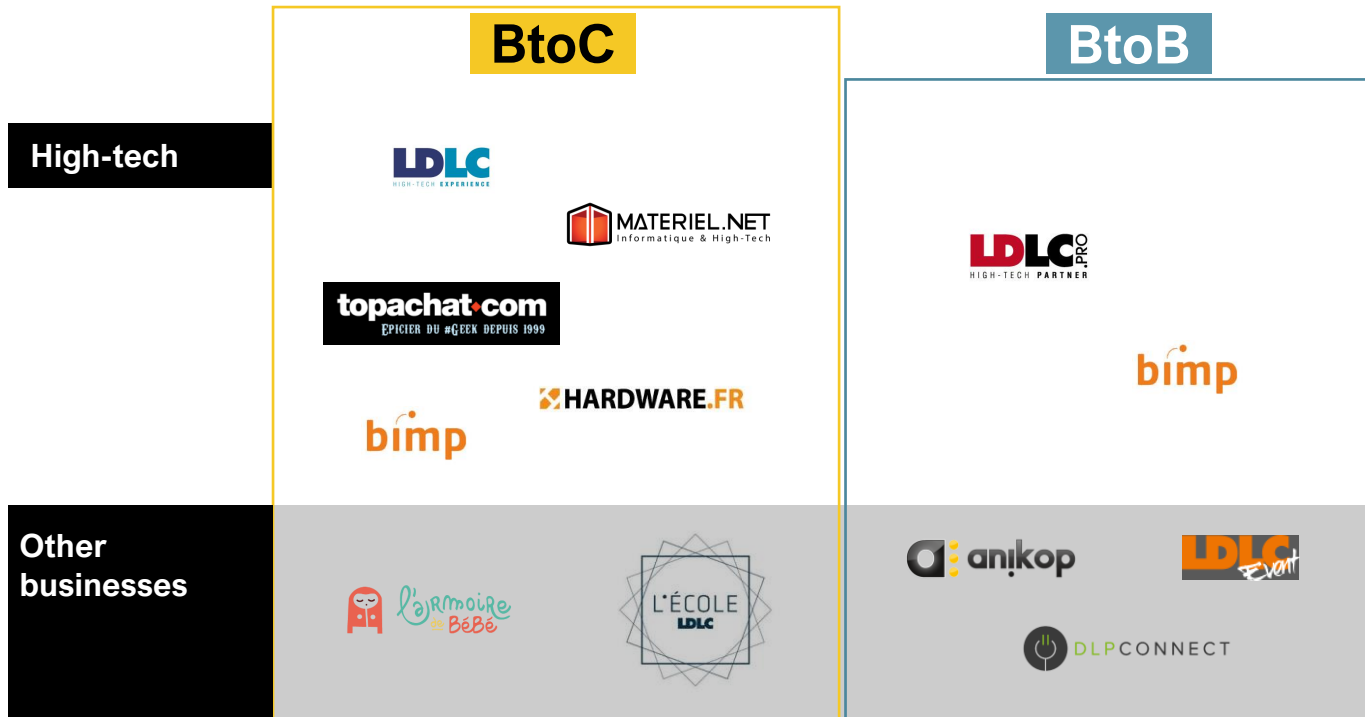 BtoC
BtoB
High-tech
LDLC
HIGH-TECH EXPERIENCE
MATERIEL.NET
Informatique & High-Tech
LDLC.PRO
HIGH-TECH PARTNER
topachat.com
EPICIER DU #GEEK DEPUIS 1999
bimp
HARDWARE.FR
bimp
Other
businesses
anikop
LDLC
Event
l'aRmoiRe
de
BéBé
L'ÉCOLE
LDLC
DLPCONNECT